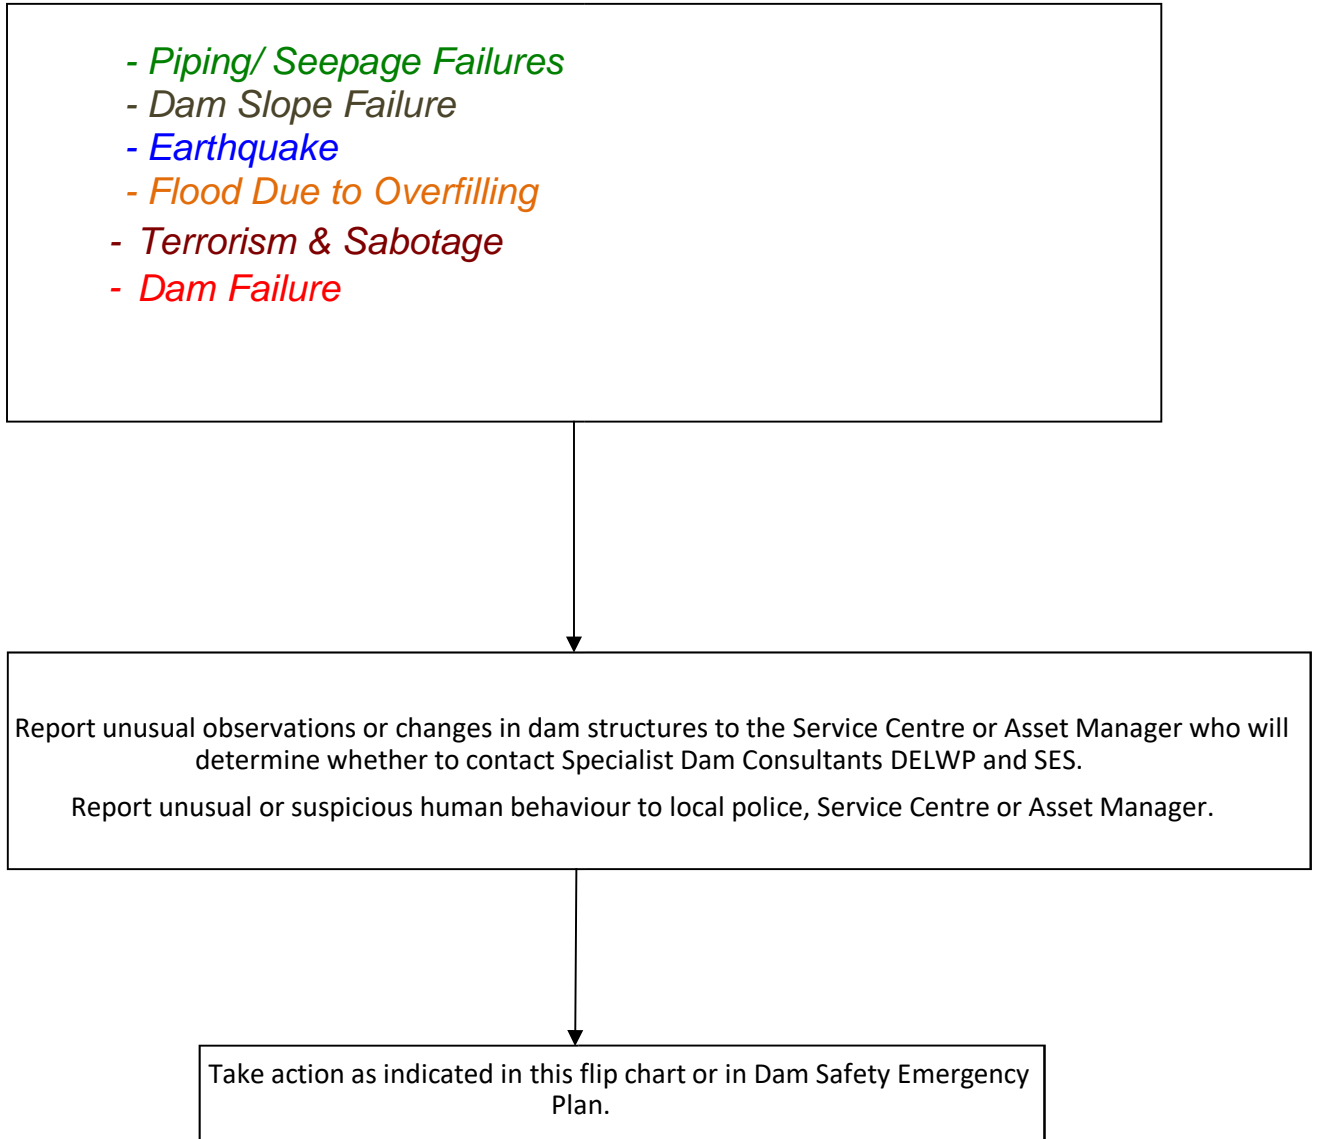 - Piping/ Seepage Failures
- Dam Slope Failure
- Earthquake
- Flood Due to Overfilling
- Terrorism & Sabotage
- Dam Failure
Report unusual observations or changes in dam structures to the Service Centre or Asset Manager who will
determine whether to contact Specialist Dam Consultants DELWP and SES.
Report unusual or suspicious human behaviour to local police, Service Centre or Asset Manager.
Take action as indicated in this flip chart or in Dam Safety Emergency
Plan.